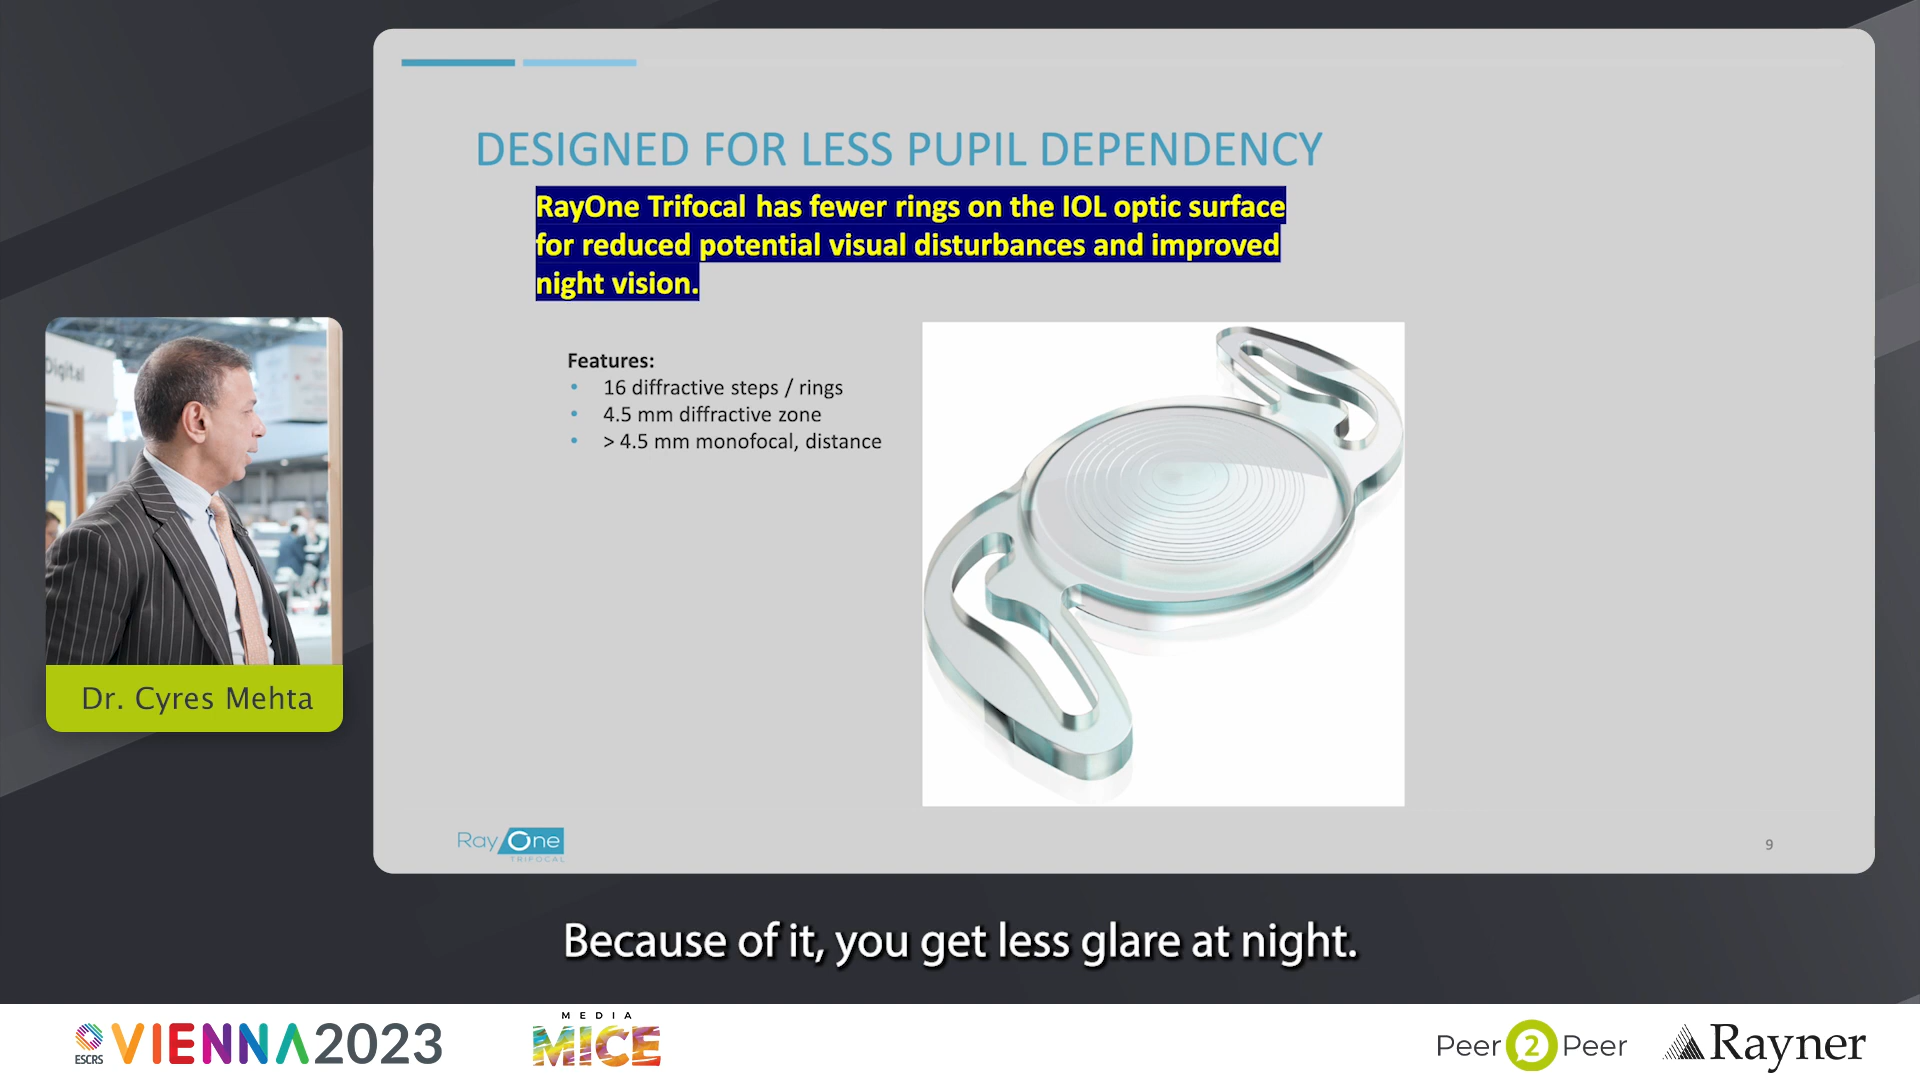 DESIGNED FOR LESS PUPIL DEPENDENCY
RayOne Trifocal has fewer rings on the IOL optic surface
for reduced potential visual disturbances and improved
night vision.
Features:
• 16 diffractive steps / rings
• 4.5 mm diffractive zone
• > 4.5 mm monofocal, distance
Digital
Dr. Cyres Mehta
RayOne
TRIFOCAL
9
Because of it, you get less glare at night.
ESCRS
VIENNA2023
MEDIA
MICE
Peer 2 Peer
Rayner